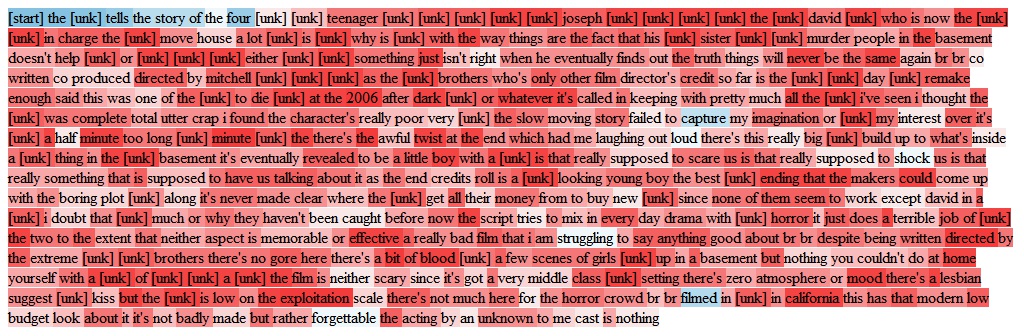 [start] the [unk] tells the story of the four [unk] [unk] teenager [unk] [unk] [unk] [unk] [unk] joseph [unk] [unk] [unk] [unk] the [unk] david [unk] who is now the [unk]
[unk] in charge the [unk] move house a lot [unk] is [unk] why is [unk] with the way things are the fact that his [unk] sister [unk] [unk] murder people in the basement
doesn't help [unk] or [unk] [unk] [unk] either [unk] [unk] something just isn't right when he eventually finds out the truth things will never be the same again br br co
written co produced directed by mitchell [unk] [unk] [unk] as the [unk] brothers who's only other film director's credit so far is the [unk] [unk] day [unk] remake
enough said this was one of the [unk] to die [unk] at the 2006 after dark [unk] or whatever it's called in keeping with pretty much all the [unk] i've seen i thought the
[unk] was complete total utter crap i found the character's really poor very [unk] the slow moving story failed to capture my imagination or [unk] my interest over it's
[unk] a half minute too long [unk] minute [unk] the there's the awful twist at the end which had me laughing out loud there's this really big [unk] build up to what's inside
a [unk] thing in the [unk] basement it's eventually revealed to be a little boy with a [unk] is that really supposed to scare us is that really supposed to shock us is that
really something that is supposed to have us talking about it as the end credits roll is a [unk] looking young boy the best [unk] ending that the makers could come up
with the boring plot [unk] along it's never made clear where the [unk] get all their money from to buy new [unk] since none of them seem to work except david in a
[unk] i doubt that [unk] much or why they haven't been caught before now the script tries to mix in every day drama with [unk] horror it just does a terrible job of [unk]
the two to the extent that neither aspect is memorable or effective a really bad film that i am struggling to say anything good about br br despite being written directed by
the extreme [unk] [unk] brothers there's no gore here there's a bit of blood [unk] a few scenes of girls [unk] up in a basement but nothing you couldn't do at home
yourself with a [unk] of [unk] [unk] a [unk] the film is neither scary since it's got a very middle class [unk] setting there's zero atmosphere or mood there's a lesbian
suggest [unk] kiss but the [unk] is low on the exploitation scale there's not much here for the horror crowd br br filmed in [unk] in california this has that modern low
budget look about it it's not badly made but rather forgettable the acting by an unknown to me cast is nothing